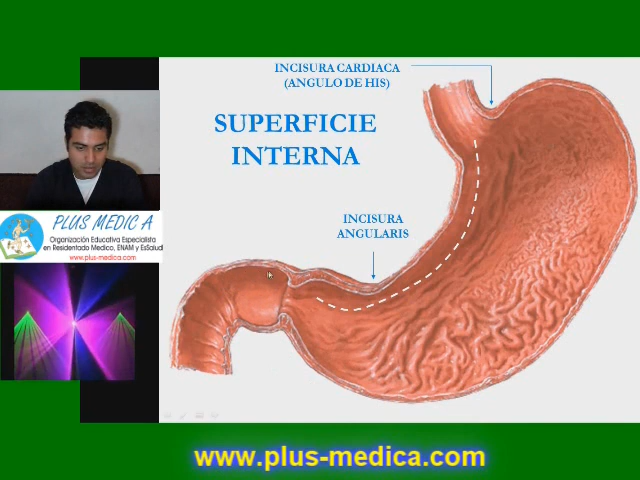 INCISURA CARDIACA
(ANGULO DE HIS)
SUPERFICIE
INTERNA
INCISURA
ANGULARIS
PLUS MEDIC A
Organización Educativa Especialista
en Residentado Medico, ENAM y EsSalud
www.plus-medica.com
www.plus-medica.com